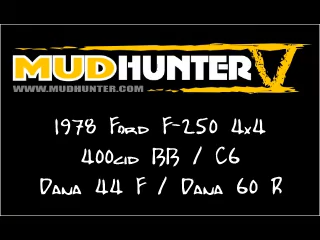 MUDHUNTER V
WWW.MUDHUNTER.COM
1978 Ford F-250 4x4
400cid BB / C6
Dana 44 F / Dana 60 R